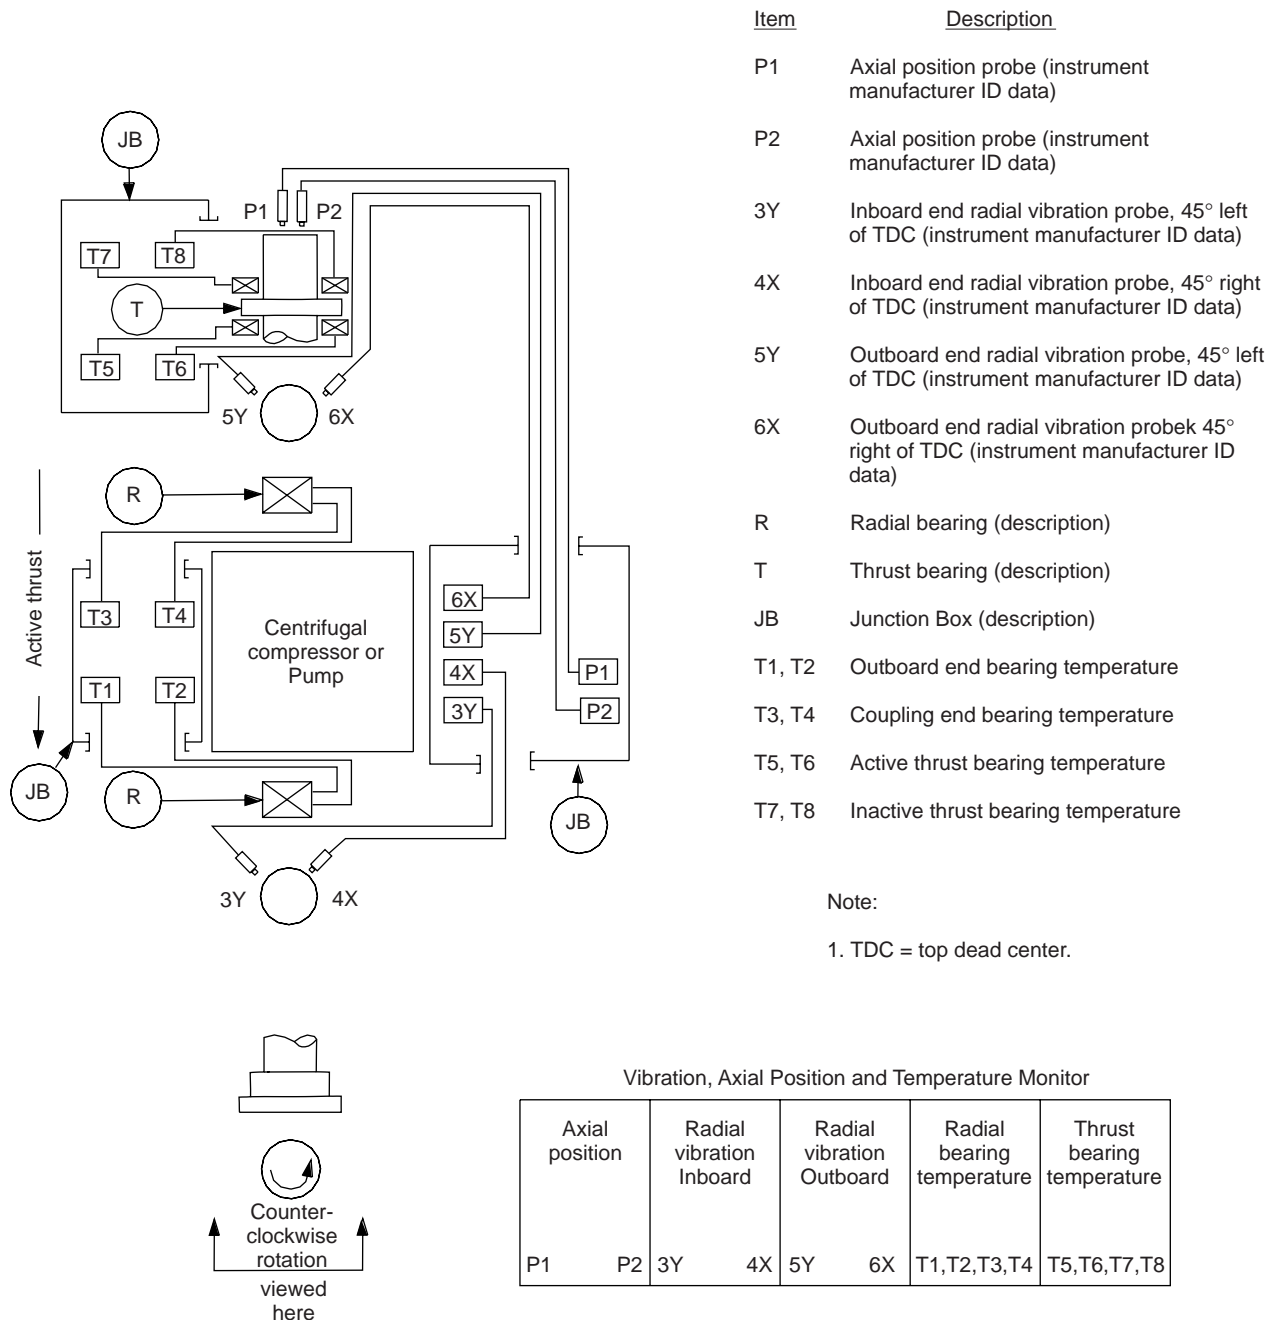 Item Description
P1 Axial position probe (instrument
manufacturer ID data)
P2 Axial position probe (instrument
manufacturer ID data)
3Y Inboard end radial vibration probe, 45° left
of TDC (instrument manufacturer ID data)
4X Inboard end radial vibration probe, 45° right
of TDC (instrument manufacturer ID data)
5Y Outboard end radial vibration probe, 45° left
of TDC (instrument manufacturer ID data)
6X Outboard end radial vibration probek 45°
right of TDC (instrument manufacturer ID
data)
R Radial bearing (description)
T Thrust bearing (description)
JB Junction Box (description)
T1, T2 Outboard end bearing temperature
T3, T4 Coupling end bearing temperature
T5, T6 Active thrust bearing temperature
T7, T8 Inactive thrust bearing temperature
Note:
1. TDC = top dead center.
JB
P1 P2
T7 T8
T
T5 T6
5Y 6X
R
Active thrust
T3 T4
T1 T2
Centrifugal
compressor or
Pump
6X
5Y
4X
3Y
P1
P2
JB
R
JB
3Y 4X
Counter-
clockwise
rotation
viewed
here
Vibration, Axial Position and Temperature Monitor
Axial
position
P1 P2
Radial
vibration
Inboard
3Y 4X
Radial
vibration
Outboard
5Y 6X
Radial
bearing
temperature
T1,T2,T3,T4
Thrust
bearing
temperature
T5,T6,T7,T8